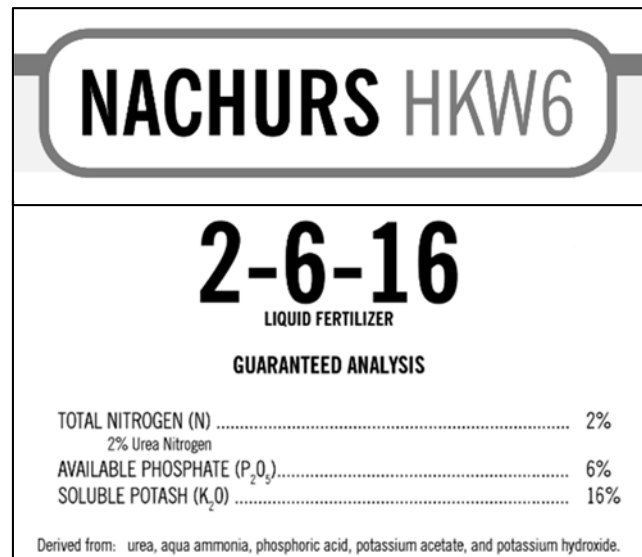 NACHURS HKW6
2-6-16
LIQUID FERTILIZER
GUARANTEED ANALYSIS
TOTAL NITROGEN (N) ........................................................................ 2%
2% Urea Nitrogen
AVAILABLE PHOSPHATE (P₂O₅)........................................................... 6%
SOLUBLE POTASH (K₂0) .................................................................... 16%
Derived from: urea, aqua ammonia, phosphoric acid, potassium acetate, and potassium hydroxide.